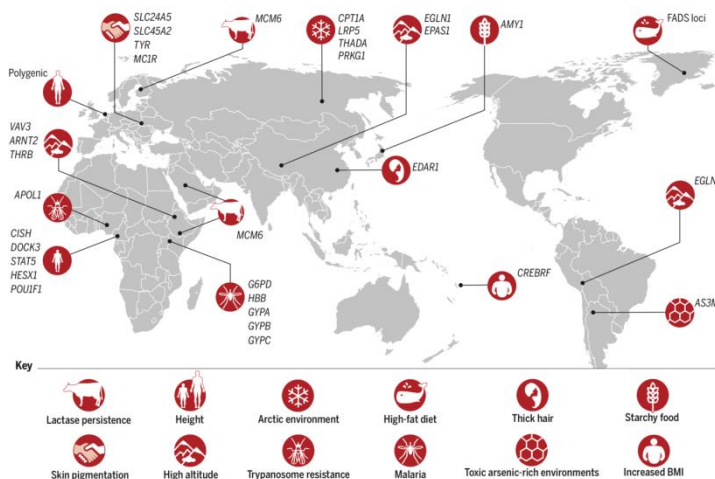 SLC24A5
SLC45A2
TYR
MC1R
MCM6
CPT1A
LRP5
THADA
PRKG1
EGLN1
EPAS1
AMY1
FADS loci
Polygenic
VAV3
ARNT2
THRB
EDAR1
EGLN
APOL1
MCM6
CISH
DOCK3
STAT5
HESX1
POU1F1
G6PD
HBB
GYPA
GYPB
GYPC
CREBRF
AS3M
Key
Lactase persistence
Height
Arctic environment
High-fat diet
Thick hair
Starchy food
Skin pigmentation
High altitude
Trypanosome resistance
Malaria
Toxic arsenic-rich environments
Increased BMI